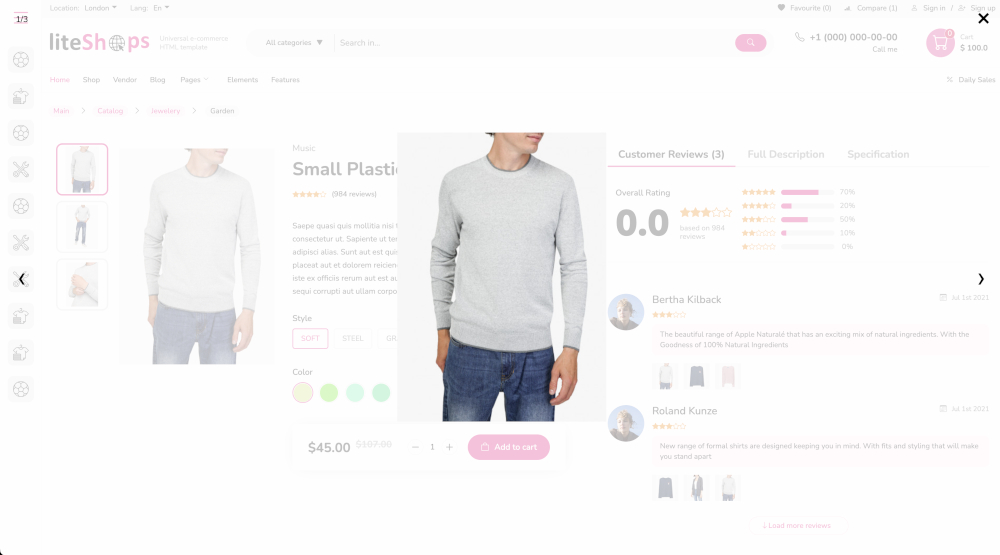 1/3
Location: London
Lang: En
Favourite (0)
Compare (1)
Sign in / Sign up
liteShops
Universal e-commerce
HTML template
All categories
Search in...
+1 (000) 000-00-00
Call me
0
Cart
$ 100.0
Home
Shop
Vendor
Blog
Pages
Elements
Features
Daily Sales
Main
Catalog
Jewelery
Garden
Music
Small Plasti
(984 reviews)
Saepe quasi quis mollitia nisi
consectetur ut. Sapiente ut te
adipisci alias. Sunt aut est qui
placeat aut et dolorem reicien
iste ex officiis rerum aut est au
sequi corrupti aut ullam corpo
Style
SOFT
STEEL
GR
Color
$45.00
$107.00
1
Add to cart
Customer Reviews (3)
Full Description
Specification
Overall Rating
0.0
based on 984
reviews
70%
20%
50%
10%
0%
Bertha Kilback
Jul 1st 2021
The beautiful range of Apple Naturalé that has an exciting mix of natural ingredients. With the
Goodness of 100% Natural Ingredients
Roland Kunze
Jul 1st 2021
New range of formal shirts are designed keeping you in mind. With fits and styling that will make
you stand apart
Load more reviews